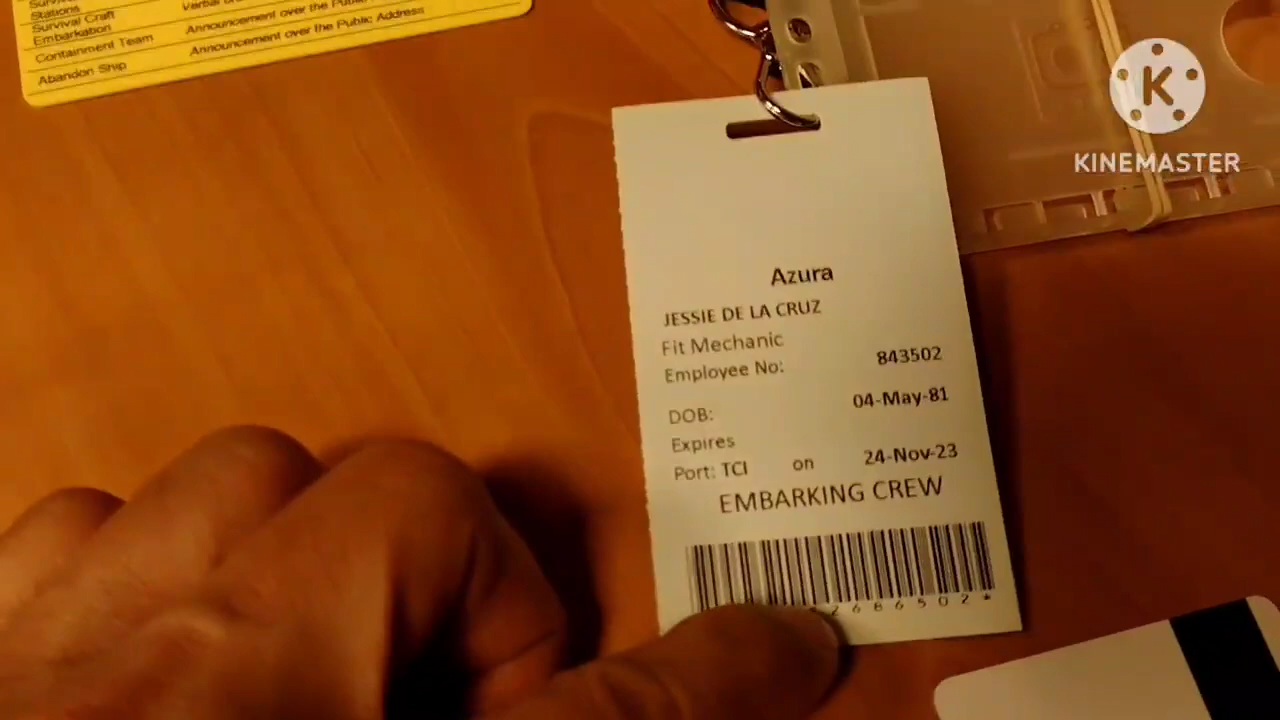 Stations
Survival Craft
Embarkation
Announcement over the Public
Containment Team
Announcement over the Public Address
Abandon Ship
K
KINEMASTER
Azura
JESSIE DE LA CRUZ
Fit Mechanic
Employee No: 843502
DOB: 04-May-81
Expires
Port: TCI on 24-Nov-23
EMBARKING CREW
2686502*